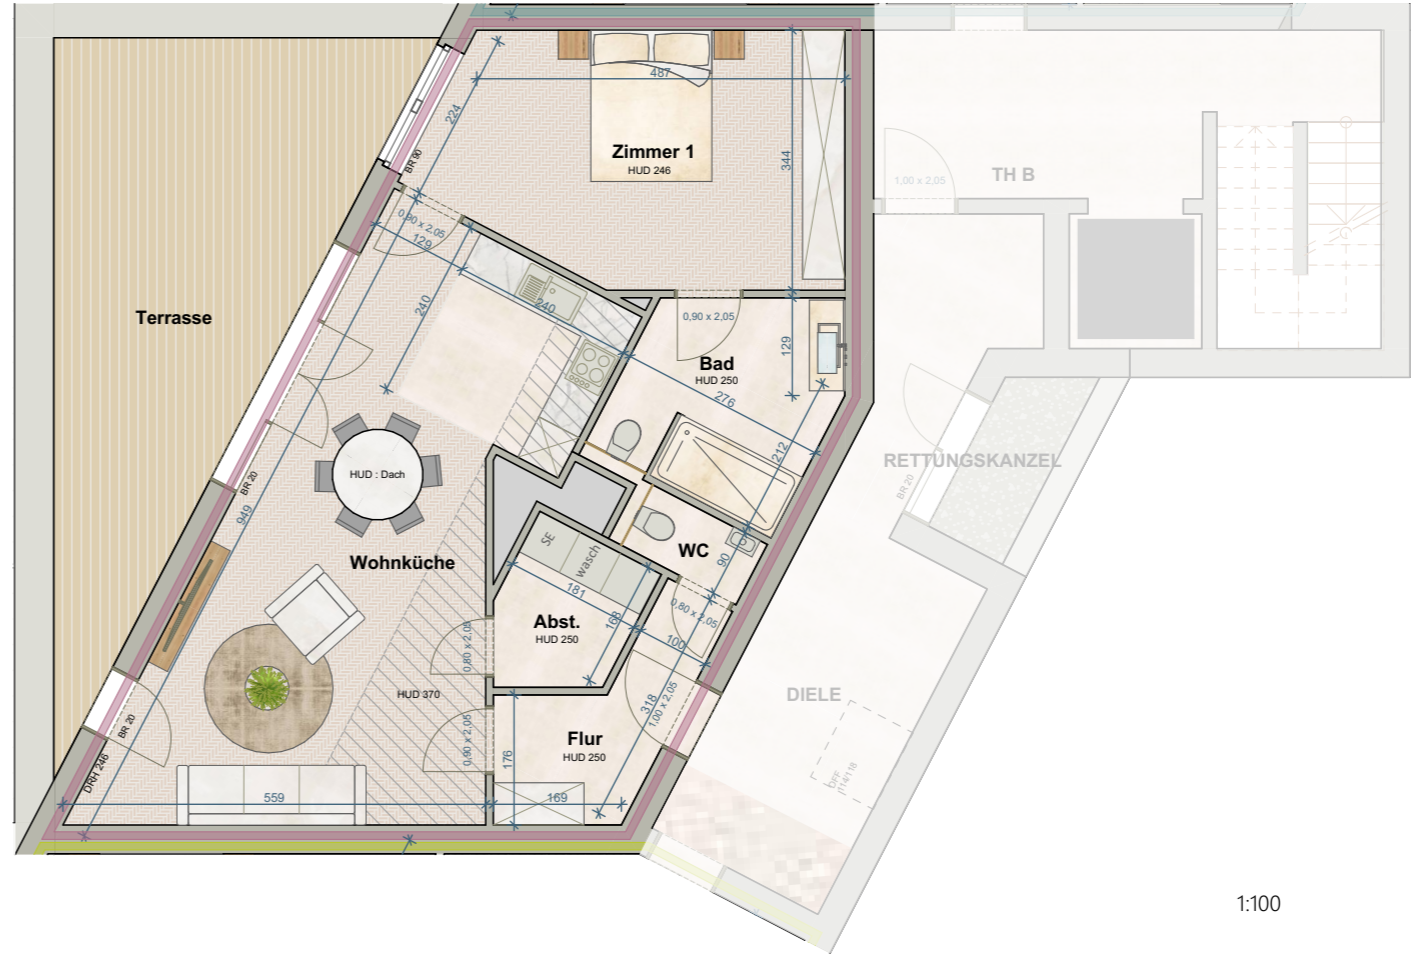 487
224
Zimmer 1
HUD 246
344
BR 90
TH B
1,00 x 2,05
0,90 x 2,05
129
240
240
Terrasse
0,90 x 2,05
129
Bad
HUD 250
276
212
HUD : Dach
BR 20
949
RETTUNGSKANZEL
BR 20
SE
wasch
WC
90
Wohnküche
181
168
0,80 x 2,05
Abst.
HUD 250
100
0,80 x 2,05
HUD 370
318
1,00 x 2,05
DIELE
BR 20
DRH 246
0,90 x 2,05
176
Flur
HUD 250
DFF
114/118
559
169
1:100